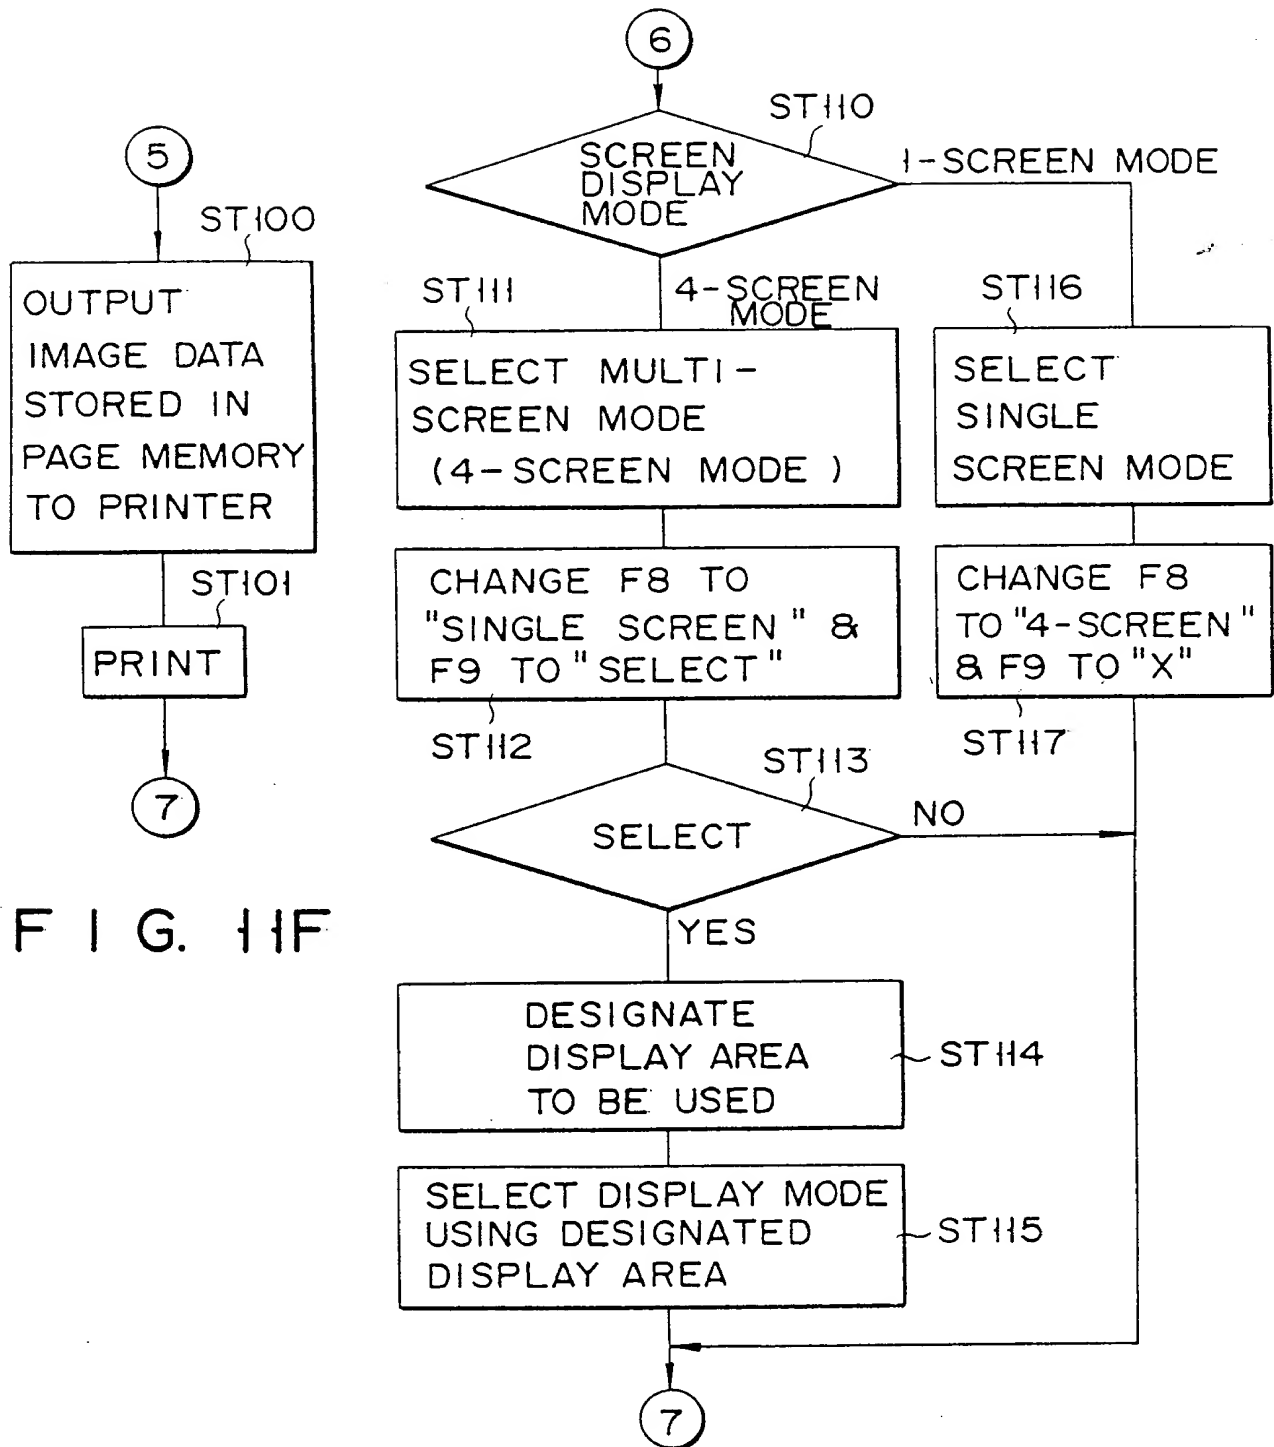 5
ST100
OUTPUT
IMAGE DATA
STORED IN
PAGE MEMORY
TO PRINTER
ST101
PRINT
7
FIG. 11F
6
ST110
SCREEN
DISPLAY
MODE
1-SCREEN MODE
4-SCREEN
MODE
ST111
SELECT MULTI-
SCREEN MODE
(4-SCREEN MODE)
ST116
SELECT
SINGLE
SCREEN MODE
CHANGE F8 TO
"SINGLE SCREEN" &
F9 TO "SELECT"
ST112
CHANGE F8
TO "4-SCREEN"
& F9 TO "X"
ST117
ST113
SELECT
NO
YES
DESIGNATE
DISPLAY AREA
TO BE USED
ST114
SELECT DISPLAY MODE
USING DESIGNATED
DISPLAY AREA
ST115
7